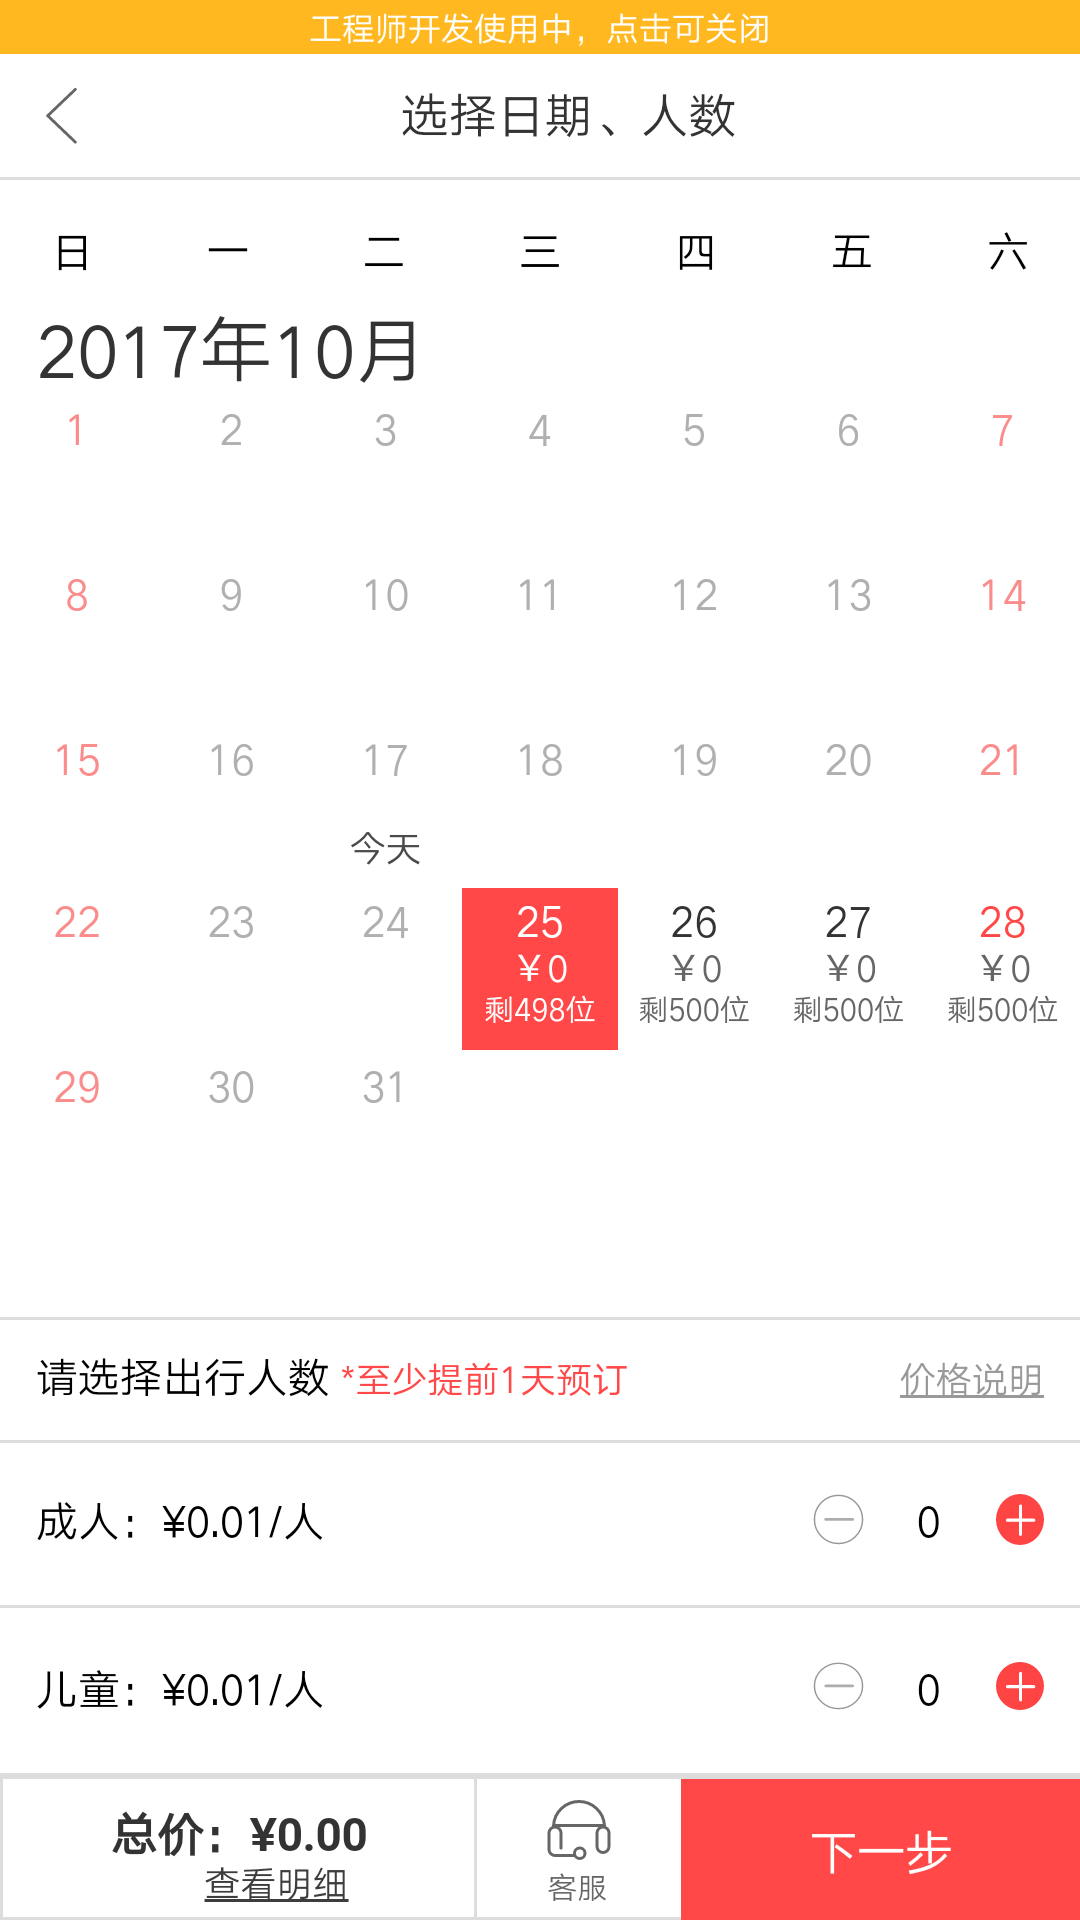 工程师开发使用中，点击可关闭
选择日期、人数
日 一 二 三 四 五 六
2017年10月
1 2 3 4 5 6 7
8 9 10 11 12 13 14
15 16 17 18 19 20 21
今天
22 23 24 25 26 27 28
￥0 ￥0 ￥0 ￥0
剩498位 剩500位 剩500位 剩500位
29 30 31
请选择出行人数 *至少提前1天预订 价格说明
成人：¥0.01/人 0
儿童：¥0.01/人 0
总价：¥0.00
查看明细
客服
下一步